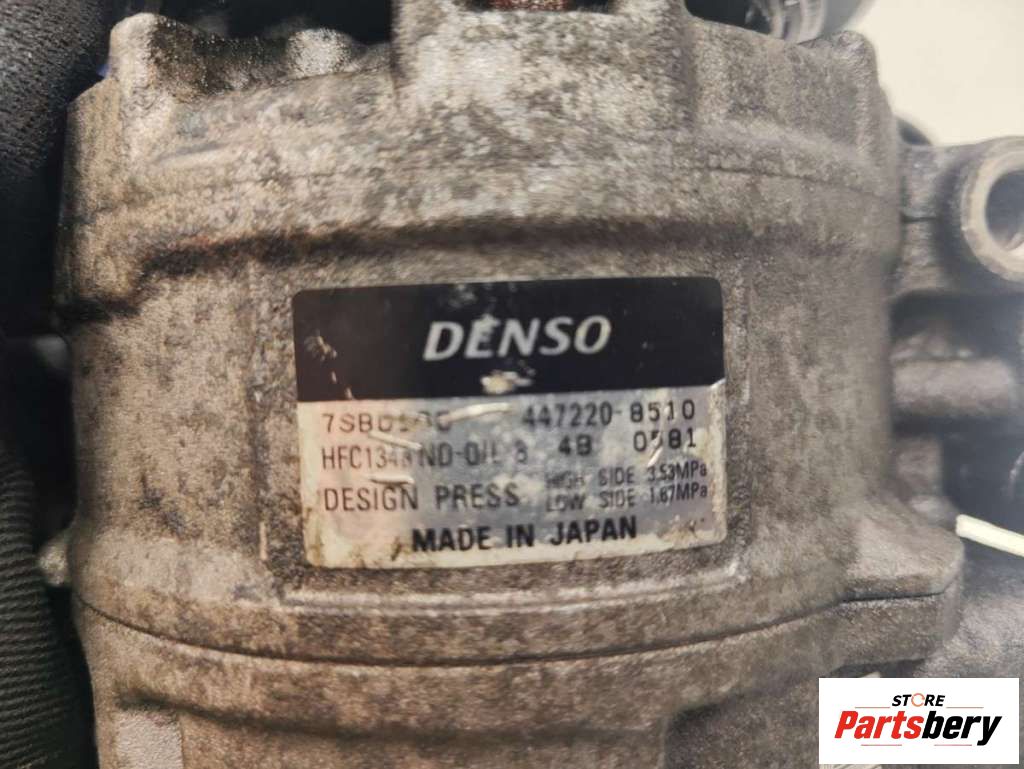 DENSO
447220-8510
ND-OIL 8 4B 0581
DESIGN PRESS HIGH SIDE 3.53MPa
LOW SIDE 1.67MPa
MADE IN JAPAN
STORE
Partsbery